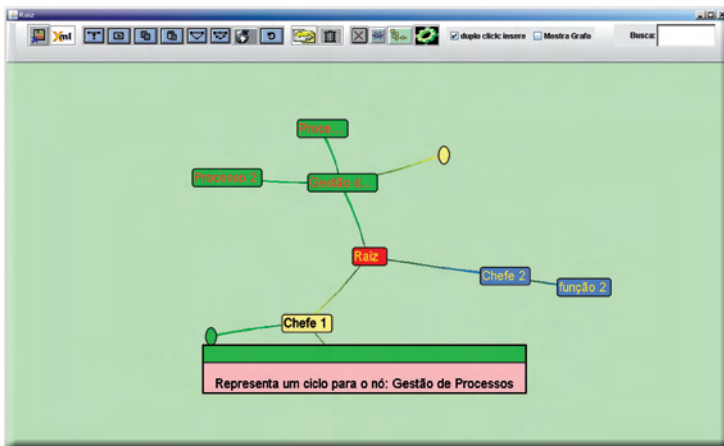 Raiz
Xml
duplo clicic insere
Mostra Grafo
Busca:
Proce...
Processo 2
Gestão d...
Raiz
Chefe 2
função 2
Chefe 1
Representa um ciclo para o nó: Gestão de Processos